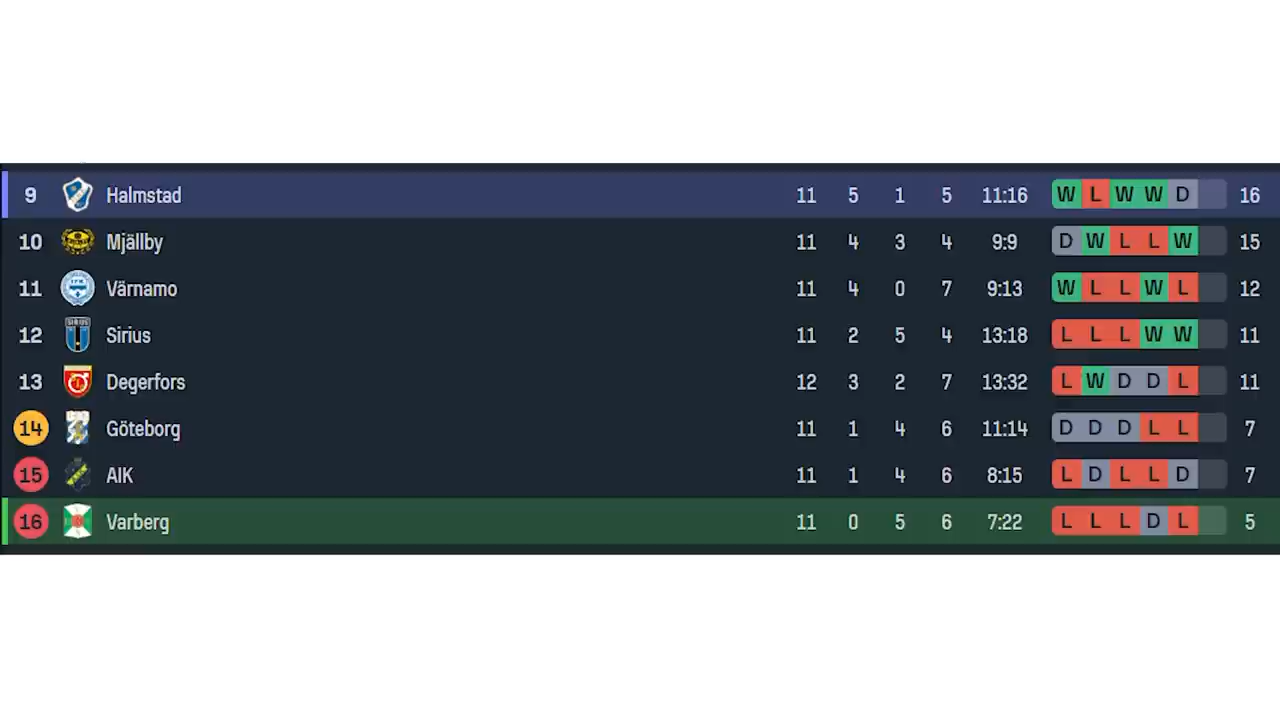 9 Halmstad 11 5 1 5 11:16 W L W W D 16
10 Mjällby 11 4 3 4 9:9 D W L L W 15
11 Värnamo 11 4 0 7 9:13 W L L W L 12
12 Sirius 11 2 5 4 13:18 L L L W W 11
13 Degerfors 12 3 2 7 13:32 L W D D L 11
14 Göteborg 11 1 4 6 11:14 D D D L L 7
15 AIK 11 1 4 6 8:15 L D L L D 7
16 Varberg 11 0 5 6 7:22 L L L D L 5